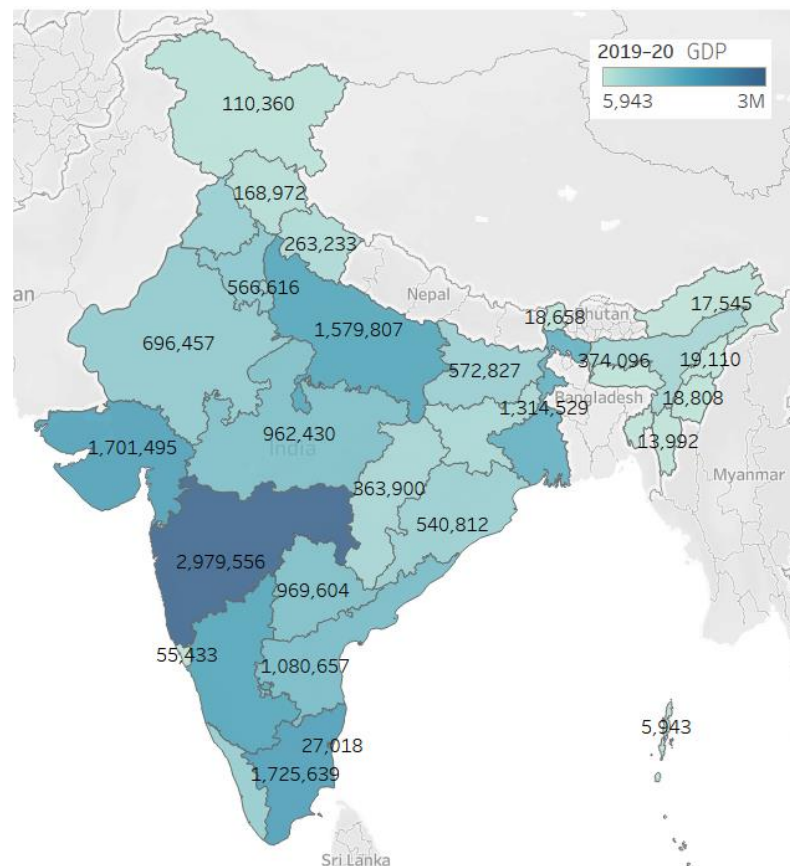 2019–20 GDP
5,943 3M
110,360
168,972
263,233
an
566,616
Nepal
18,658
Bhutan
17,545
696,457
1,579,807
572,827
374,096
19,110
Bangladesh
18,808
1,314,529
1,701,495
962,430
India
13,992
Myanmar
363,900
540,812
2,979,556
969,604
55,433
1,080,657
5,943
27,018
1,725,639
Sri Lanka